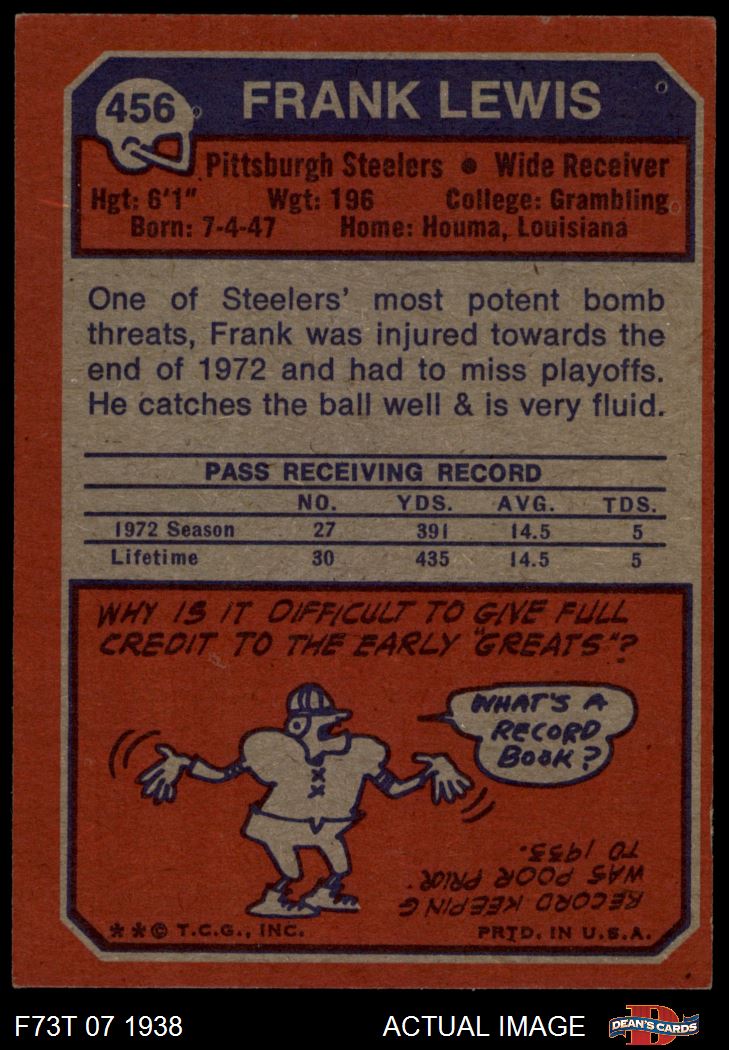 456
FRANK LEWIS
Pittsburgh Steelers • Wide Receiver
Hgt: 6'1" Wgt: 196 College: Grambling
Born: 7-4-47 Home: Houma, Louisiana
One of Steelers' most potent bomb
threats, Frank was injured towards the
end of 1972 and had to miss playoffs.
He catches the ball well & is very fluid.
PASS RECEIVING RECORD
NO. YDS. AVG. TDS.
1972 Season 27 391 14.5 5
Lifetime 30 435 14.5 5
WHY IS IT DIFFICULT TO GIVE FULL
CREDIT TO THE EARLY "GREATS"?
WHAT'S A
RECORD
BOOK?
RECORD KEEPING
WAS POOR PRIOR
TO 1933.
**© T.C.G., INC. PRTD. IN U.S.A.
F73T 07 1938 ACTUAL IMAGE
D
DEAN'S CARDS